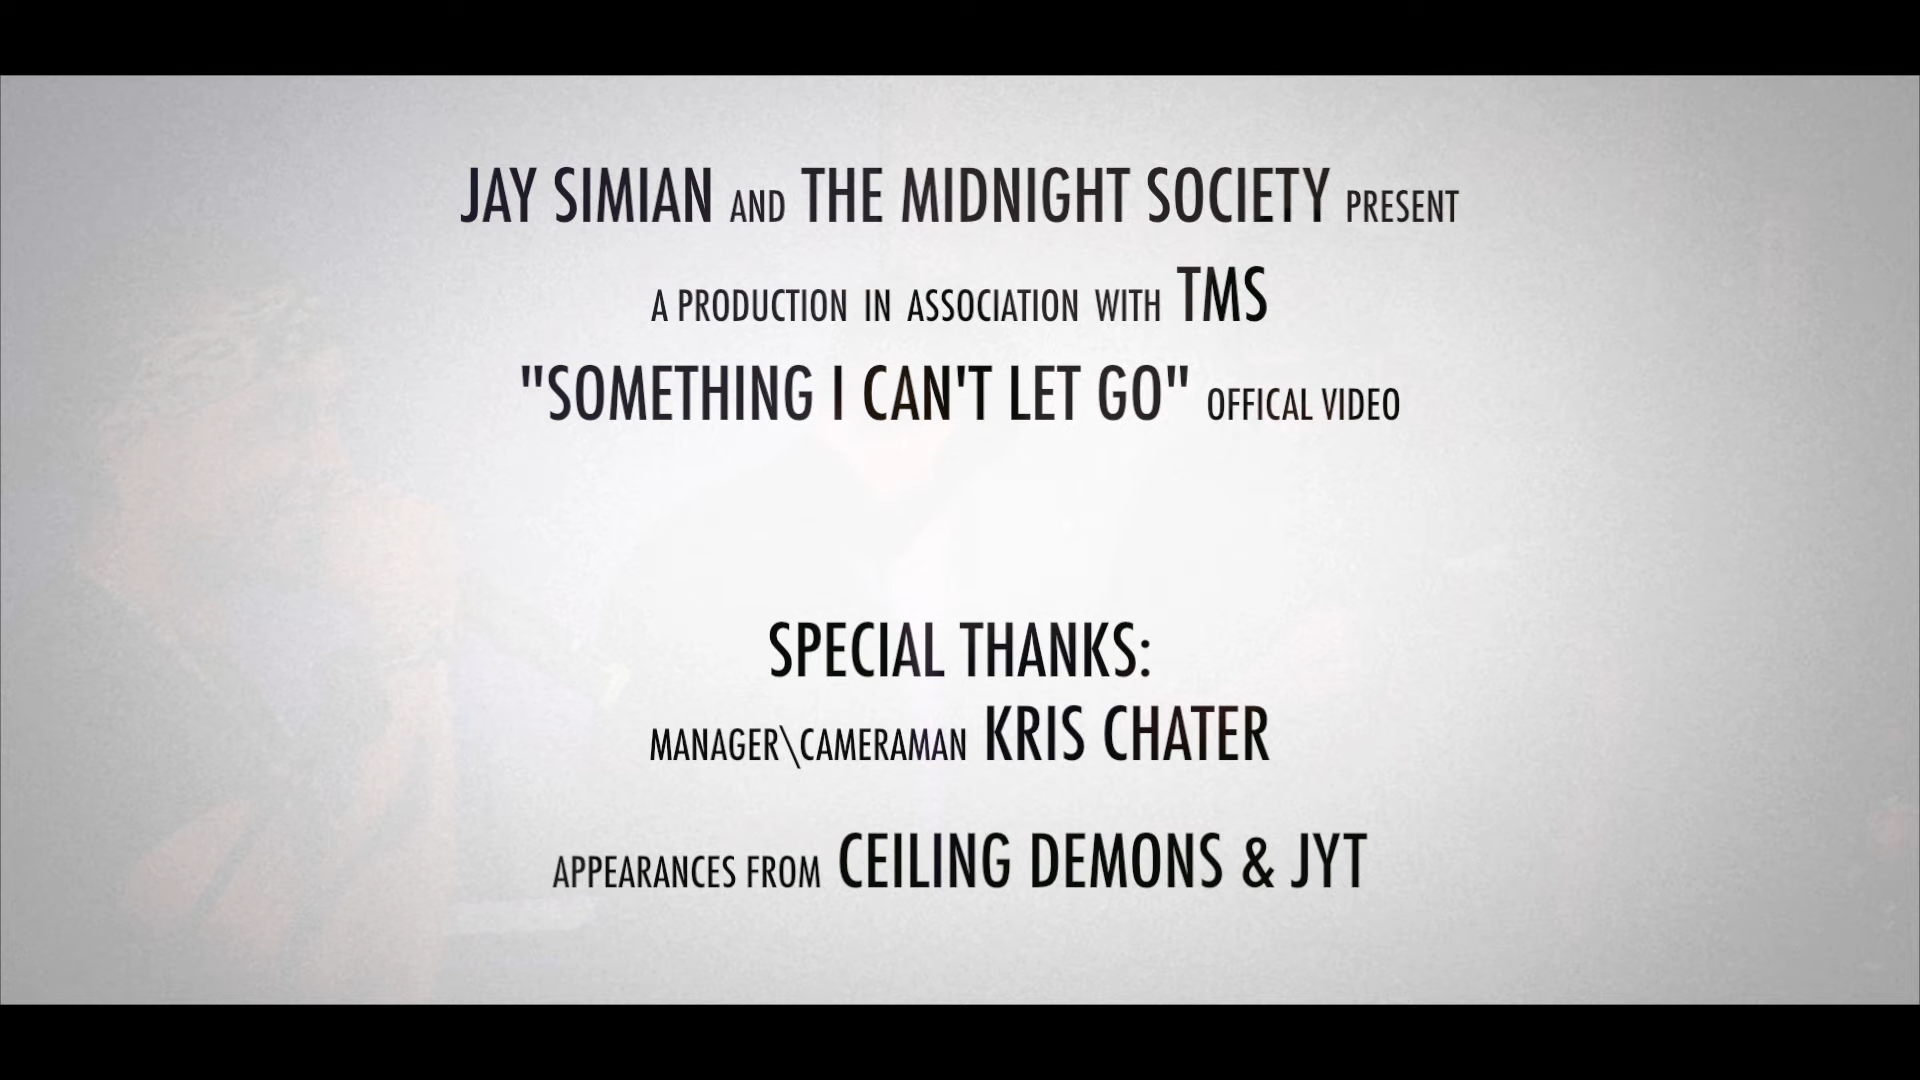 JAY SIMIAN AND THE MIDNIGHT SOCIETY PRESENT
A PRODUCTION IN ASSOCIATION WITH TMS
"SOMETHING I CAN'T LET GO" OFFICAL VIDEO
SPECIAL THANKS:
MANAGER\CAMERAMAN KRIS CHATER
APPEARANCES FROM CEILING DEMONS & JYT